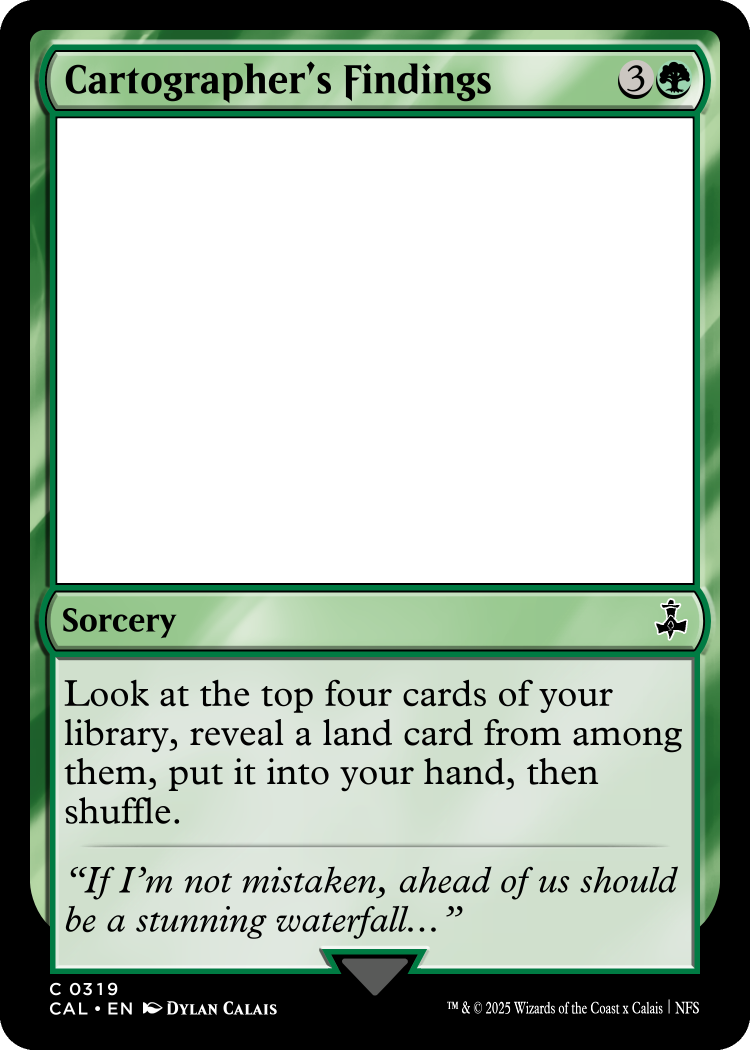 Cartographer's Findings 3
Sorcery
Look at the top four cards of your
library, reveal a land card from among
them, put it into your hand, then
shuffle.
“If I’m not mistaken, ahead of us should
be a stunning waterfall…”
C 0319
CAL • EN Dylan Calais
™ & © 2025 Wizards of the Coast x Calais | NFS